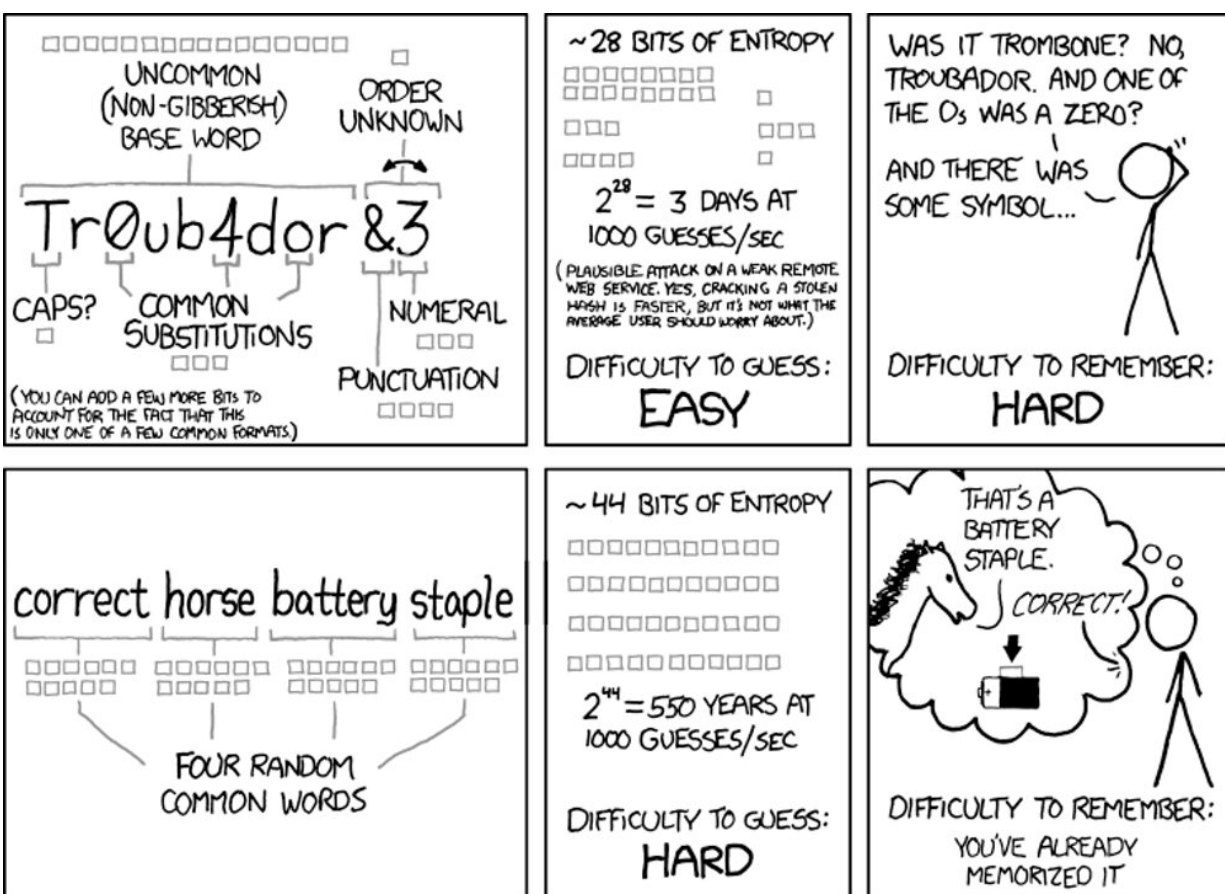 UNCOMMON
(NON-GIBBERISH)
BASE WORD
ORDER
UNKNOWN
Tr0ub4dor &3
CAPS?
COMMON
SUBSTITUTIONS
NUMERAL
PUNCTUATION
(YOU CAN ADD A FEW MORE BITS TO
ACCOUNT FOR THE FACT THAT THIS
IS ONLY ONE OF A FEW COMMON FORMATS.)
~28 BITS OF ENTROPY
2²⁸ = 3 DAYS AT
1000 GUESSES/SEC
(PLAUSIBLE ATTACK ON A WEAK REMOTE
WEB SERVICE. YES, CRACKING A STOLEN
HASH IS FASTER, BUT IT'S NOT WHAT THE
AVERAGE USER SHOULD WORRY ABOUT.)
DIFFICULTY TO GUESS:
EASY
WAS IT TROMBONE? NO,
TROUBADOR. AND ONE OF
THE Os WAS A ZERO?
AND THERE WAS
SOME SYMBOL...
DIFFICULTY TO REMEMBER:
HARD
correct horse battery staple
FOUR RANDOM
COMMON WORDS
~44 BITS OF ENTROPY
2⁴⁴ = 550 YEARS AT
1000 GUESSES/SEC
DIFFICULTY TO GUESS:
HARD
THAT'S A
BATTERY
STAPLE.
CORRECT!
+
DIFFICULTY TO REMEMBER:
YOU'VE ALREADY
MEMORIZED IT